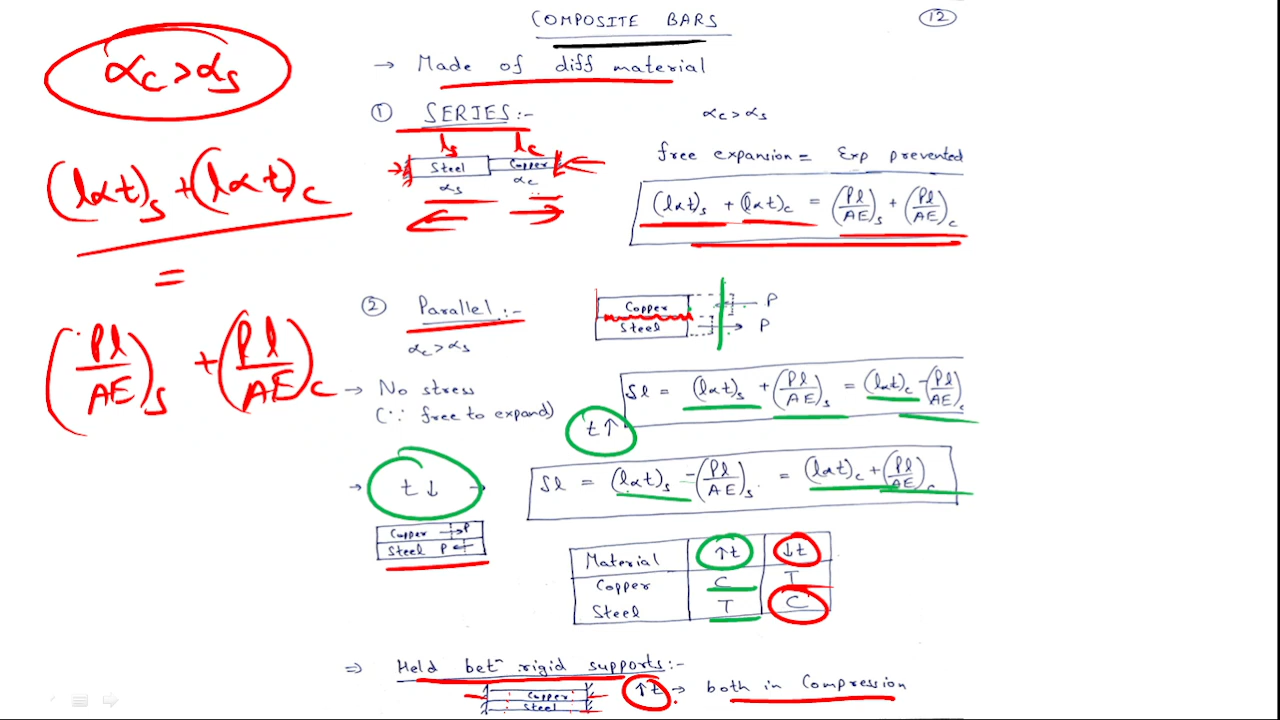 COMPOSITE BARS
12
→ Made of diff material
① SERIES :-
αc > αs
αc > αs
ls lc
Steel Copper
αs αc
free expansion = Exp prevented
(lαt)s + (lαt)c = (Pl/AE)s + (Pl/AE)c
(lαt)s + (lαt)c
=
(Pl/AE)s + (Pl/AE)c
② Parallel :-
αc > αs
Copper P
Steel P
→ No stress
(∵ free to expand)
δl = (lαt)s + (Pl/AE)s = (lαt)c - (Pl/AE)c
t ↑
→ t ↓ →
δl = (lαt)s - (Pl/AE)s = (lαt)c + (Pl/AE)c
Copper → P
Steel P ←
Material ↑t ↓t
Copper C T
Steel T C
⇒ Held betn rigid supports :-
Copper
Steel
↑t → both in Compression